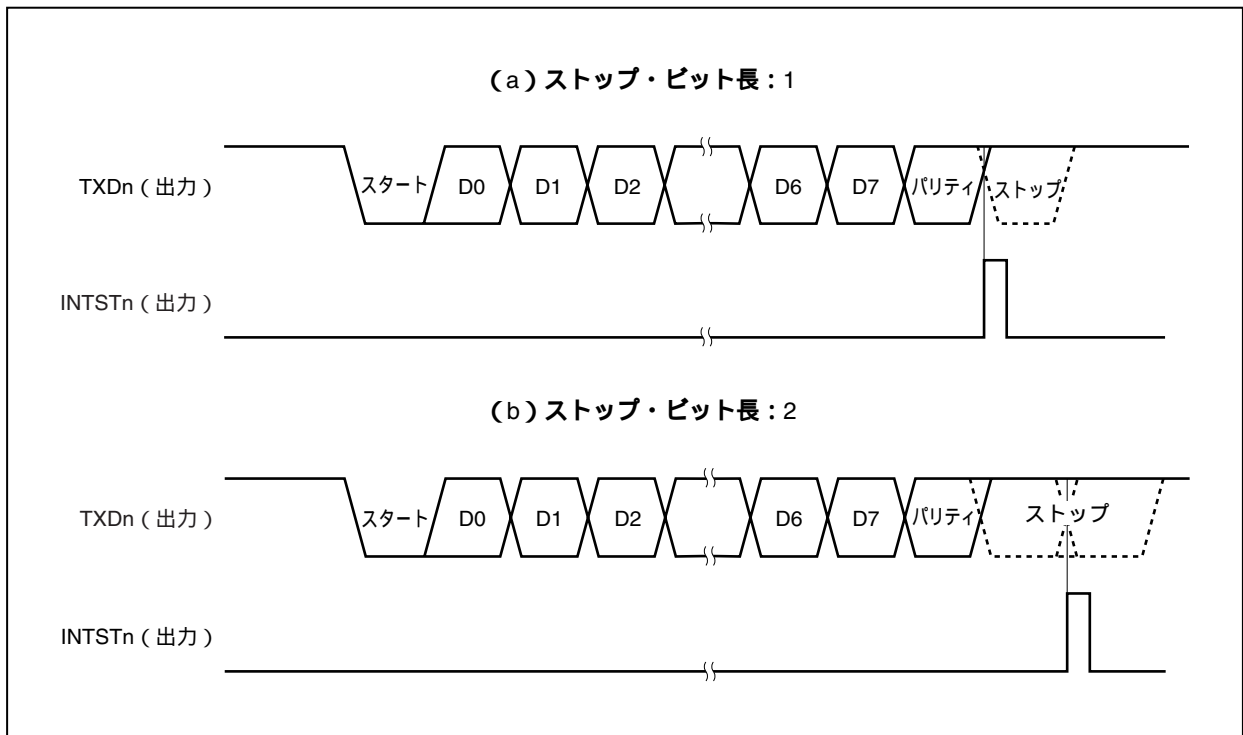 （a）ストップ・ビット長：1
TXDn（出力） スタート D0 D1 D2 D6 D7 パリティ ストップ
INTSTn（出力）
（b）ストップ・ビット長：2
TXDn（出力） スタート D0 D1 D2 D6 D7 パリティ ストップ
INTSTn（出力）